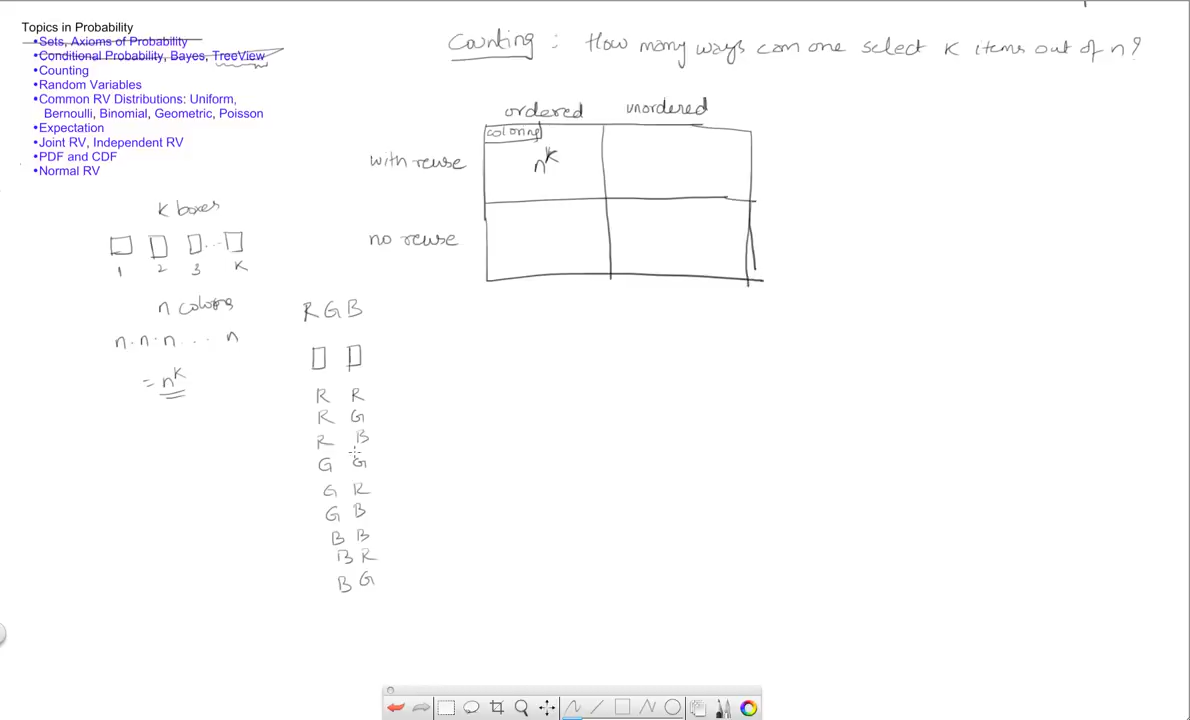 Topics in Probability
•Sets, Axioms of Probability
•Conditional Probability, Bayes, TreeView
•Counting
•Random Variables
•Common RV Distributions: Uniform,
Bernoulli, Binomial, Geometric, Poisson
•Expectation
•Joint RV, Independent RV
•PDF and CDF
•Normal RV
Counting: How many ways can one select K items out of n?
ordered unordered
coloring
with reuse n^K
no reuse
K boxes
...
1 2 3 K
n colors
n·n·n.... n
= n^K
R G B
R R
R G
R B
G G
G R
G B
B B
B R
B G